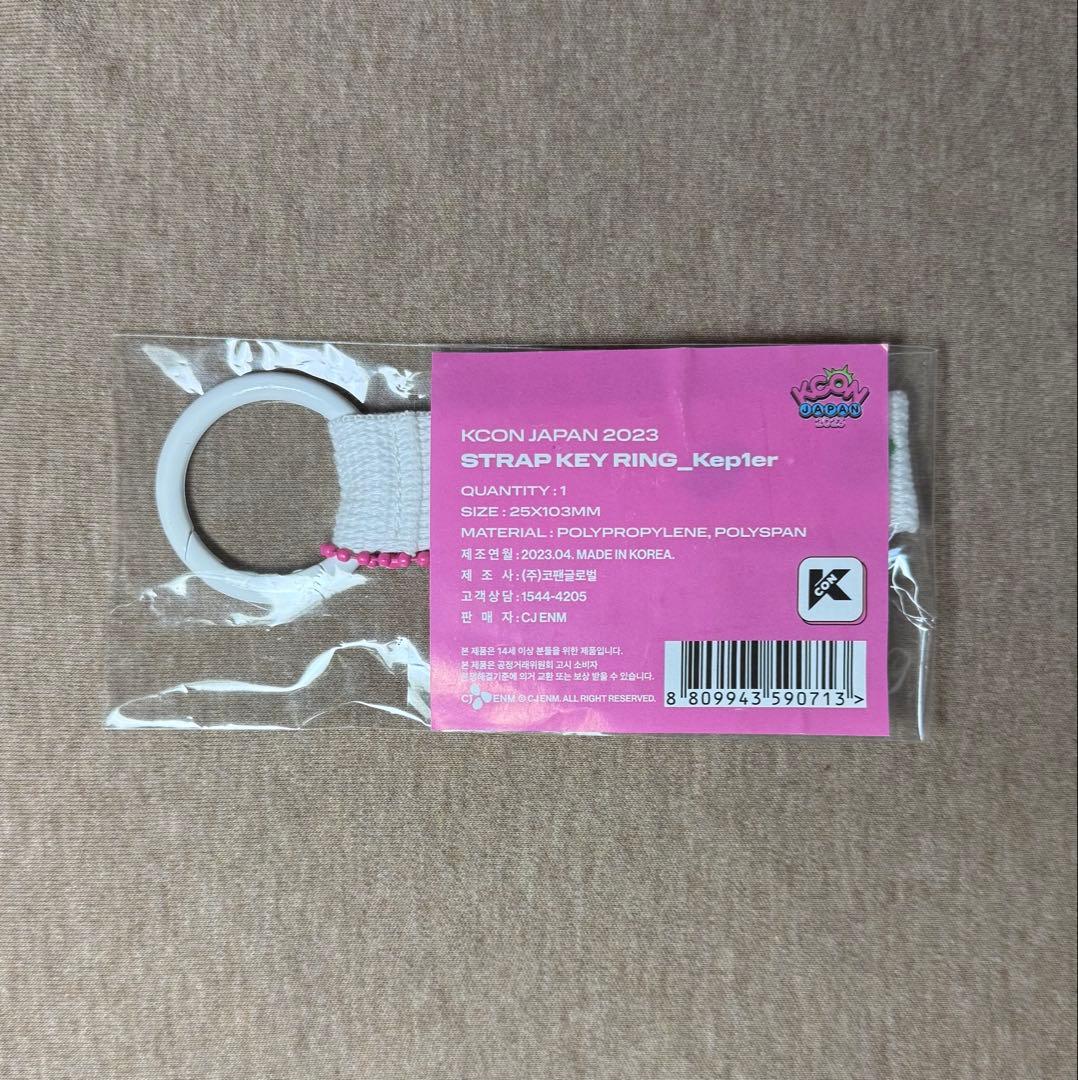 KCON
JAPAN
2023
KCON JAPAN 2023
STRAP KEY RING_Kep1er
QUANTITY : 1
SIZE : 25X103MM
MATERIAL : POLYPROPYLENE, POLYSPAN
제조연월 : 2023.04. MADE IN KOREA.
제 조 사 : (주)코팬글로벌
고객상담 : 1544-4205
판 매 자 : CJ ENM
K
CON
본 제품은 14세 이상 분들을 위한 제품입니다.
본 제품은 공정거래위원회 고시 소비자
분쟁해결기준에 의거 교환 또는 보상 받을 수 있습니다.
CJ ENM © CJ ENM. ALL RIGHT RESERVED.
8 809943 590713 >